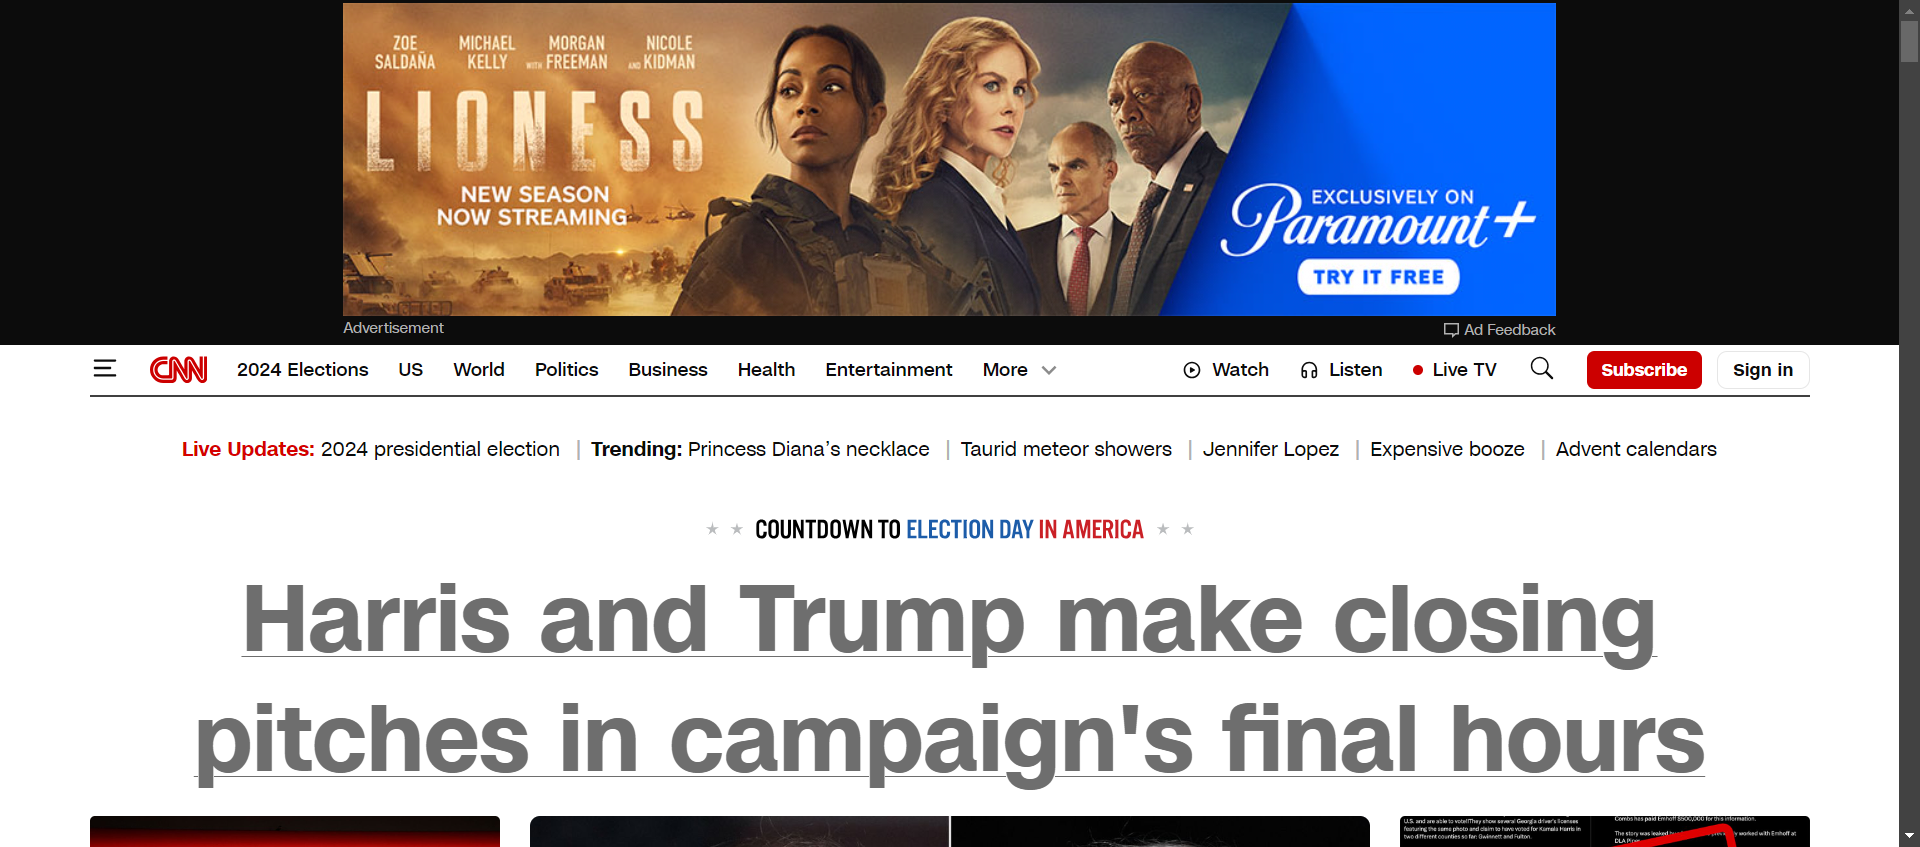 ZOE SALDAÑA
MICHAEL KELLY
WITH MORGAN FREEMAN
AND NICOLE KIDMAN
LIONESS
NEW SEASON
NOW STREAMING
EXCLUSIVELY ON
Paramount+
TRY IT FREE
Advertisement
Ad Feedback
CNN 2024 Elections US World Politics Business Health Entertainment More Watch Listen Live TV Subscribe Sign in
Live Updates: 2024 presidential election | Trending: Princess Diana’s necklace | Taurid meteor showers | Jennifer Lopez | Expensive booze | Advent calendars
COUNTDOWN TO ELECTION DAY IN AMERICA
Harris and Trump make closing
pitches in campaign's final hours
U.S. and are able to vote!They show several Georgia driver's licenses
featuring the same photo and claim to have voted for Kamala Harris in
two different counties so far: Gwinnett and Fulton.
Combs has paid Emhoff $500,000 for this information.
The story was leaked
worked with Emhoff at
DLA Piper